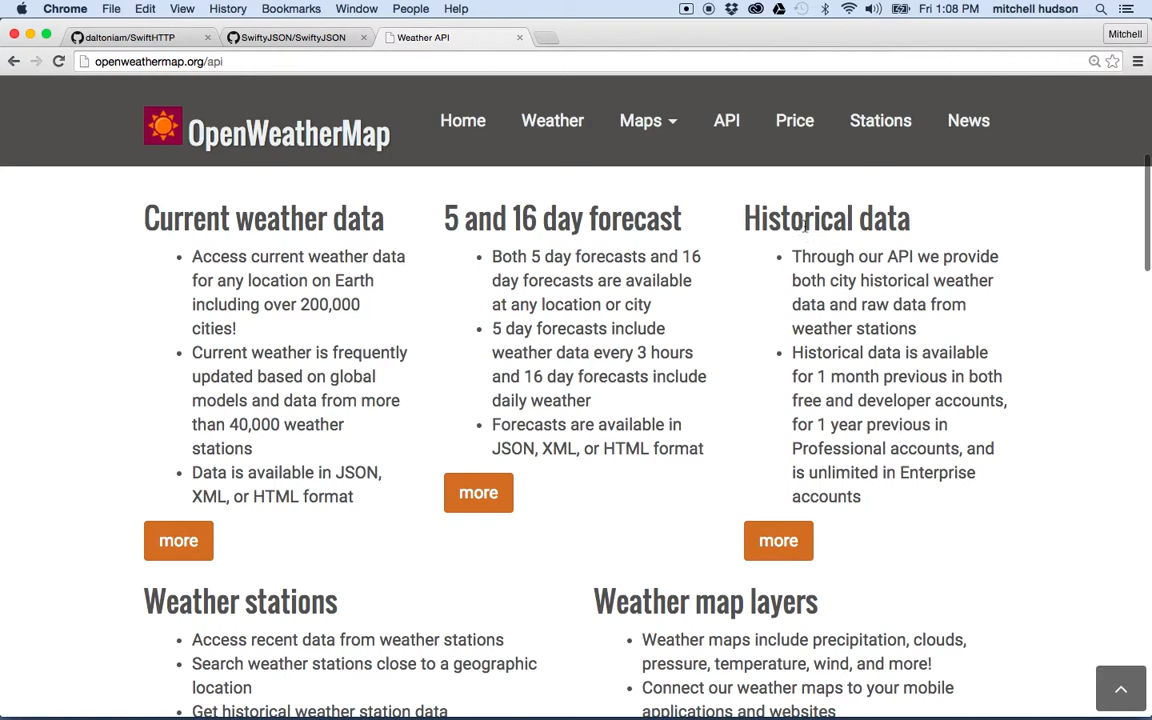 Chrome File Edit View History Bookmarks Window People Help Fri 1:08 PM mitchell hudson
daltoniam/SwiftHTTP SwiftyJSON/SwiftyJSON Weather API Mitchell
openweathermap.org/api
OpenWeatherMap Home Weather Maps API Price Stations News
Current weather data
Access current weather data
for any location on Earth
including over 200,000
cities!
Current weather is frequently
updated based on global
models and data from more
than 40,000 weather
stations
Data is available in JSON,
XML, or HTML format
more
5 and 16 day forecast
Both 5 day forecasts and 16
day forecasts are available
at any location or city
5 day forecasts include
weather data every 3 hours
and 16 day forecasts include
daily weather
Forecasts are available in
JSON, XML, or HTML format
more
Historical data
Through our API we provide
both city historical weather
data and raw data from
weather stations
Historical data is available
for 1 month previous in both
free and developer accounts,
for 1 year previous in
Professional accounts, and
is unlimited in Enterprise
accounts
more
Weather stations
Access recent data from weather stations
Search weather stations close to a geographic
location
Get historical weather station data
Weather map layers
Weather maps include precipitation, clouds,
pressure, temperature, wind, and more!
Connect our weather maps to your mobile
applications and websites